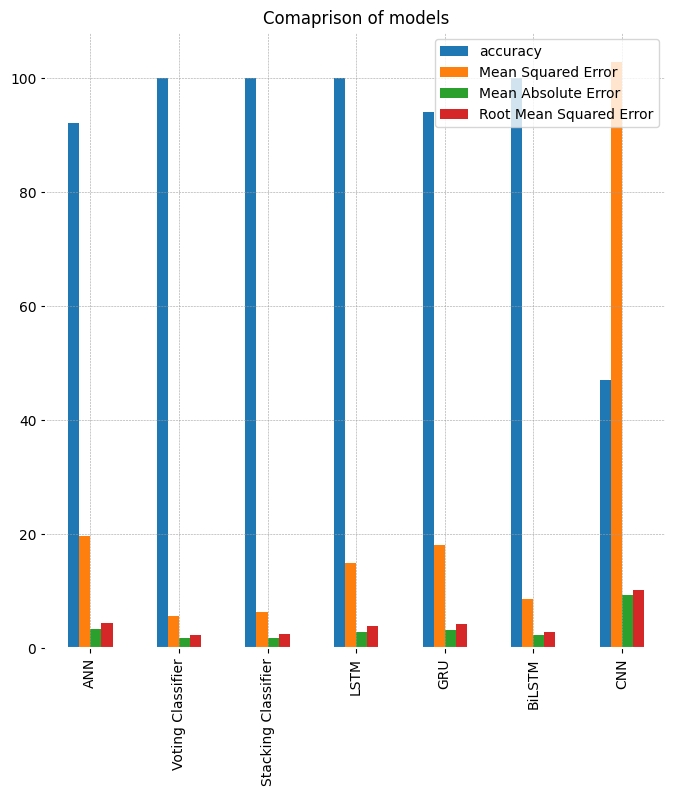 Comaprison of models
accuracy
Mean Squared Error
Mean Absolute Error
Root Mean Squared Error
100
80
60
40
20
0
ANN
Voting Classifier
Stacking Classifier
LSTM
GRU
BiLSTM
CNN